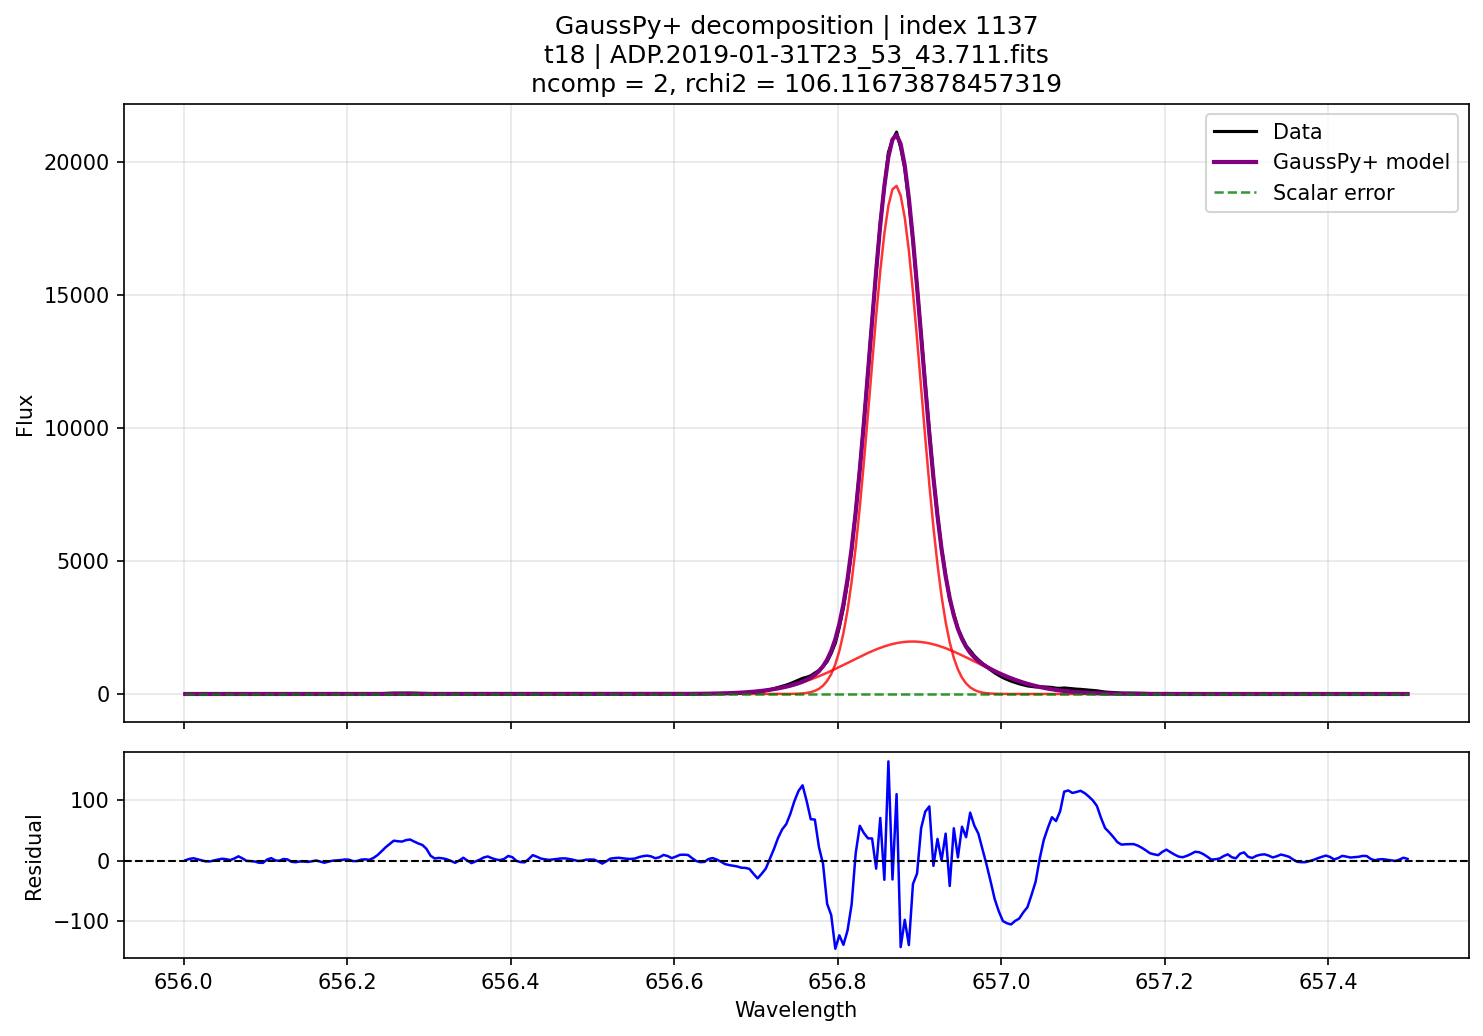 GaussPy+ decomposition | index 1137
t18 | ADP.2019-01-31T23_53_43.711.fits
ncomp = 2, rchi2 = 106.11673878457319
Data
GaussPy+ model
Scalar error
20000
15000
10000
5000
0
Flux
100
0
−100
Residual
656.0
656.2
656.4
656.6
656.8
657.0
657.2
657.4
Wavelength